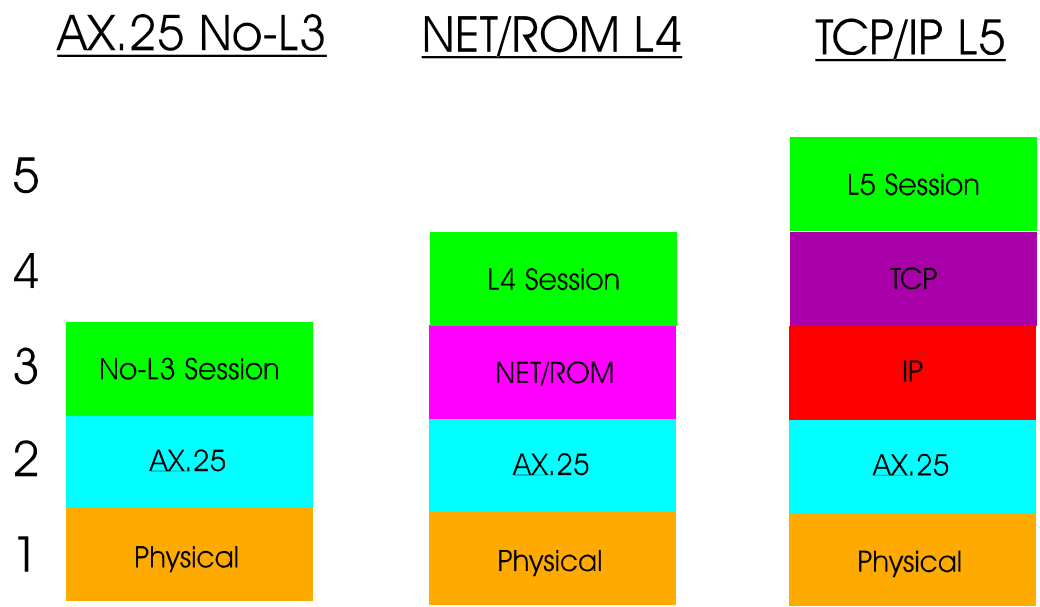 AX.25 No-L3
NET/ROM L4
TCP/IP L5
5
L5 Session
4
L4 Session
TCP
3
No-L3 Session
NET/ROM
IP
2
AX.25
AX.25
AX.25
1
Physical
Physical
Physical